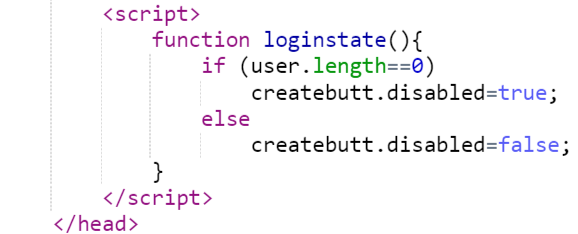 <script>
function loginstate(){
if (user.length==0)
createbutt.disabled=true;
else
createbutt.disabled=false;
}
</script>
</head>